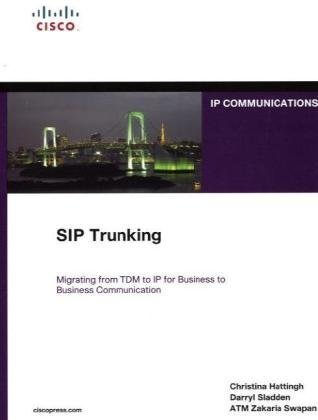 CISCO
IP COMMUNICATIONS
SIP Trunking
Migrating from TDM to IP for Business to
Business Communication
Christina Hattingh
Darryl Sladden
ATM Zakaria Swapan
ciscopress.com